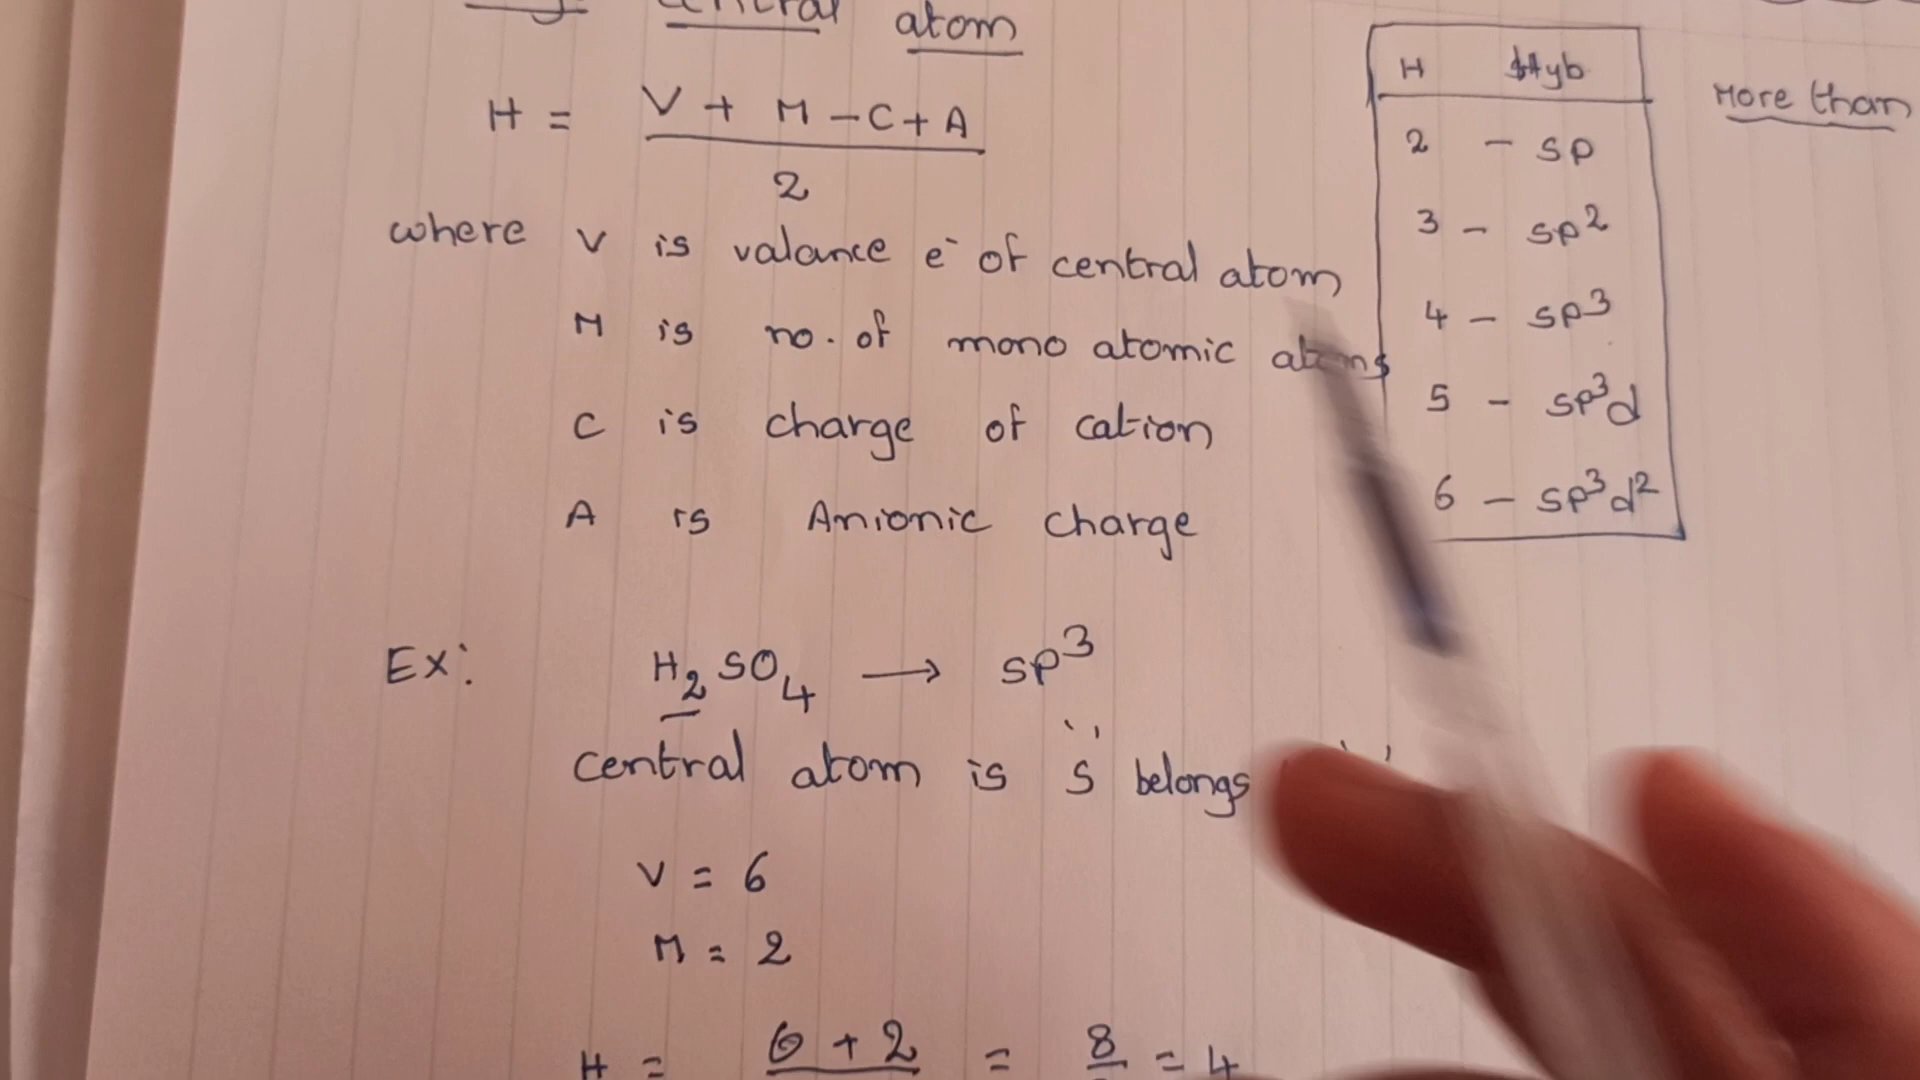 central atom
H = V + M - C + A
2
where V is valance e⁻ of central atom
M is no. of mono atomic atoms
C is charge of cation
A is Anionic charge
H Hyb
2 - sp
3 - sp²
4 - sp³
5 - sp³d
6 - sp³d²
More than
Ex: H₂SO₄ → sp³
central atom is 'S' belongs
V = 6
M = 2
H = 6 + 2 = 8 = 4